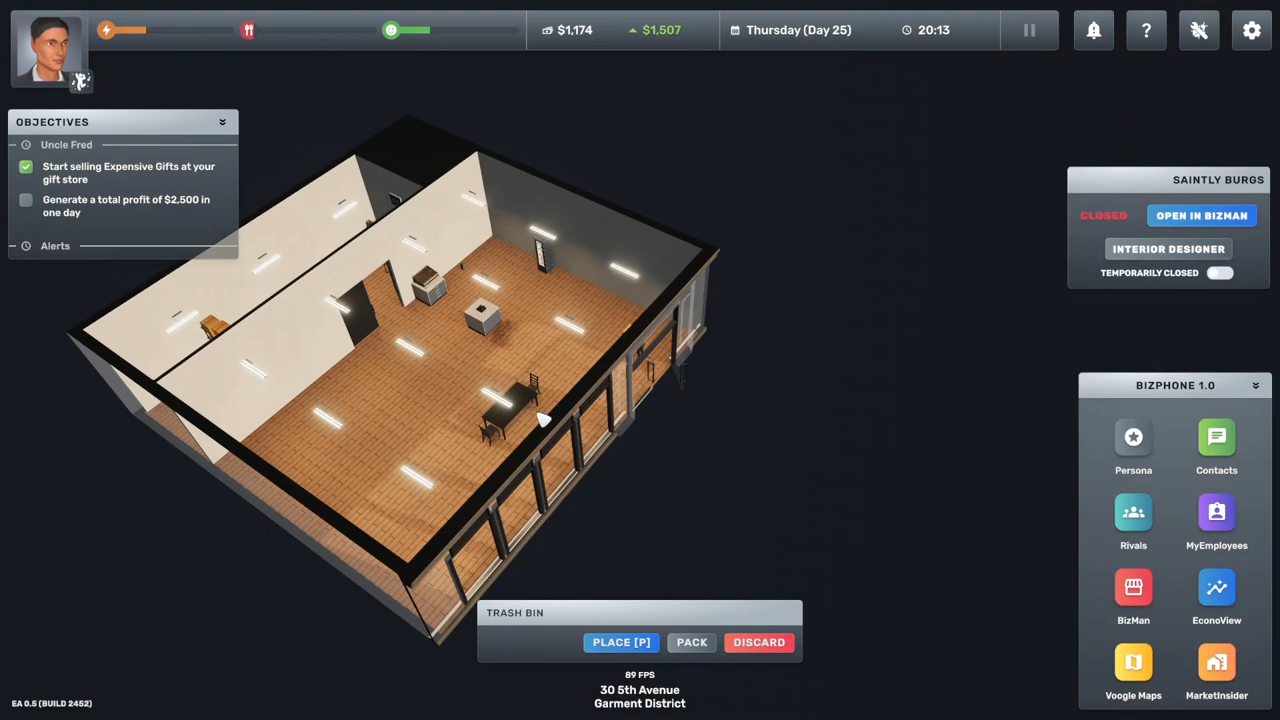 $1,174
$1,507
Thursday (Day 25)
20:13
?
OBJECTIVES
Uncle Fred
Start selling Expensive Gifts at your
gift store
Generate a total profit of $2,500 in
one day
Alerts
SAINTLY BURGS
CLOSED
OPEN IN BIZMAN
INTERIOR DESIGNER
TEMPORARILY CLOSED
BIZPHONE 1.0
Persona
Contacts
Rivals
MyEmployees
BizMan
EconoView
Voogle Maps
MarketInsider
TRASH BIN
PLACE [P]
PACK
DISCARD
89 FPS
30 5th Avenue
Garment District
EA 0.5 (BUILD 2452)